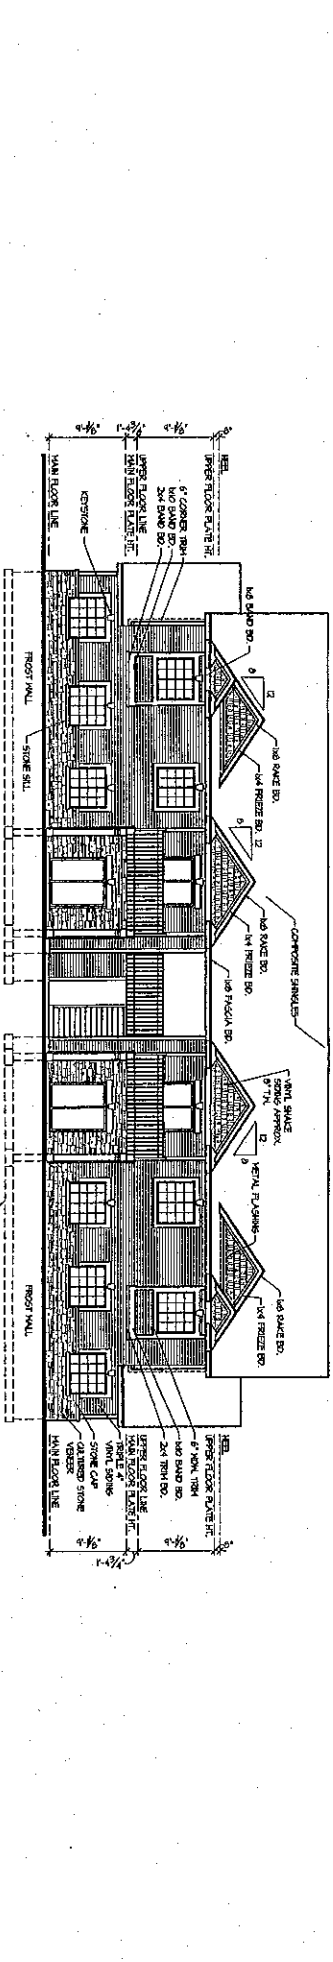 HEEL
UPPER FLOOR PLATE HT.
UPPER FLOOR LINE
MAIN FLOOR PLATE HT.
MAIN FLOOR LINE
6" CORNER TRIM
1x10 BAND BD.
2x4 BAND BD.
KEYSTONE
FROST WALL
STONE SILL
1x8 BAND BD.
12
8
1x8 RAKE BD.
1x4 FRIEZE BD.
12
8
1x8 RAKE BD.
1x4 FRIEZE BD.
COMPOSITE SHINGLES
1x8 FASCIA BD.
VINYL SHAKE
SIDING APPROX.
12
8
METAL FLASHING
1x8 RAKE BD.
1x4 FRIEZE BD.
HEEL
UPPER FLOOR PLATE HT.
UPPER FLOOR LINE
MAIN FLOOR PLATE HT.
MAIN FLOOR LINE
6" HORZ. TRIM
1x10 BAND BD.
2x4 TRIM BD.
TRIPLE 4"
VINYL SIDING
STONE CAP
CULTURED STONE
VENEER
FROST WALL